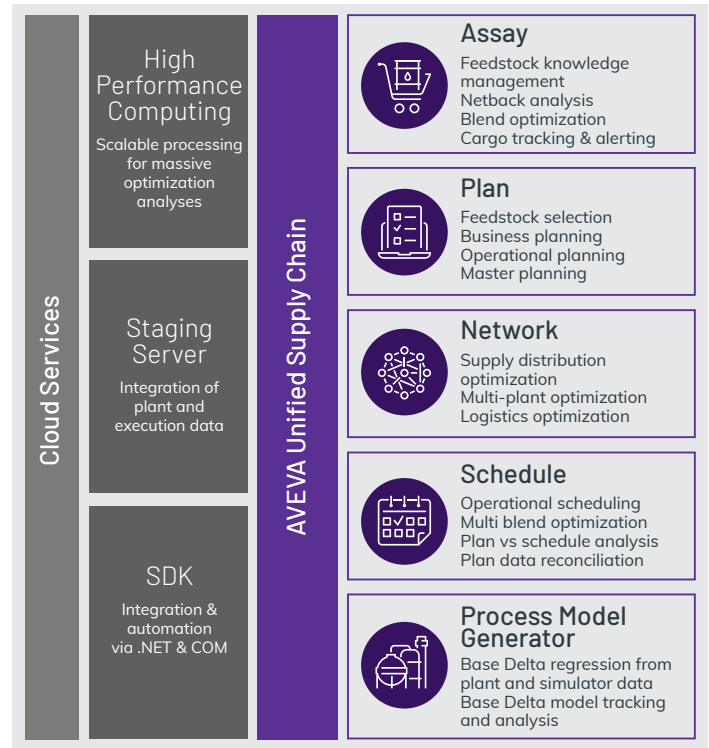 Cloud Services
High
Performance
Computing
Scalable processing
for massive
optimization
analyses
Staging
Server
Integration of
plant and
execution data
SDK
Integration &
automation
via .NET & COM
AVEVA Unified Supply Chain
Assay
Feedstock knowledge
management
Netback analysis
Blend optimization
Cargo tracking & alerting
Plan
Feedstock selection
Business planning
Operational planning
Master planning
Network
Supply distribution
optimization
Multi-plant optimization
Logistics optimization
Schedule
Operational scheduling
Multi blend optimization
Plan vs schedule analysis
Plan data reconciliation
Process Model
Generator
Base Delta regression from
plant and simulator data
Base Delta model tracking
and analysis